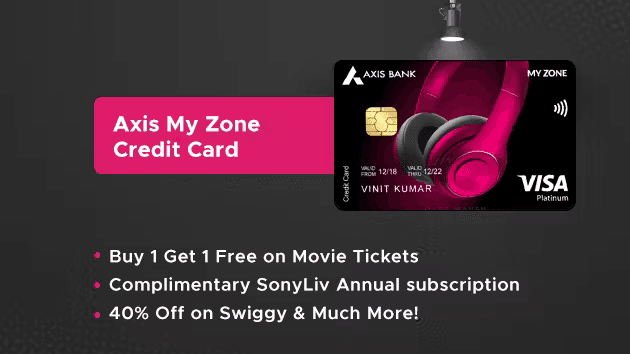 AXIS BANK
MY ZONE
Axis My Zone
Credit Card
Credit Card
VALID FROM 12/18 VALID THRU 12/22
VINIT KUMAR
VISA
Platinum
• Buy 1 Get 1 Free on Movie Tickets
• Complimentary SonyLiv Annual subscription
• 40% Off on Swiggy & Much More!